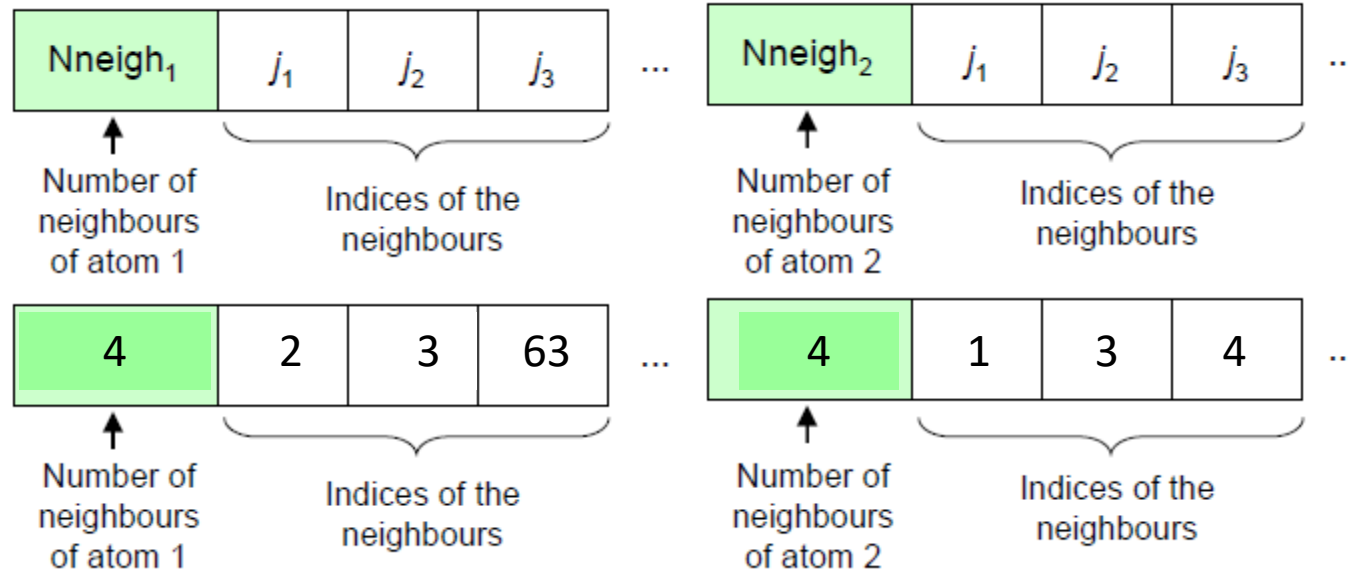 Nneigh₁ j₁ j₂ j₃ ... Nneigh₂ j₁ j₂ j₃ ..
Number of
neighbours
of atom 1
Indices of the
neighbours
Number of
neighbours
of atom 2
Indices of the
neighbours
4 2 3 63 ... 4 1 3 4 ..
Number of
neighbours
of atom 1
Indices of the
neighbours
Number of
neighbours
of atom 2
Indices of the
neighbours